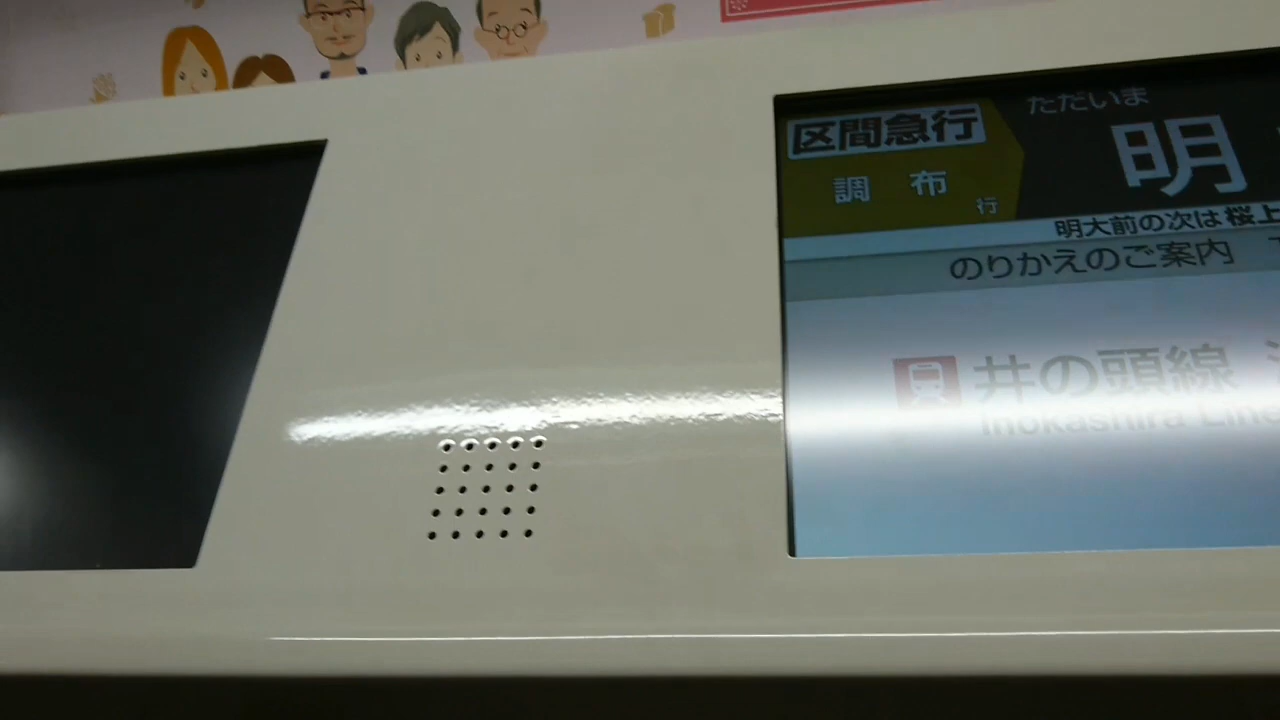 区間急行
調布
行
ただいま
明
明大前の次は 桜上
のりかえのご案内
井の頭線
Inokashira Line